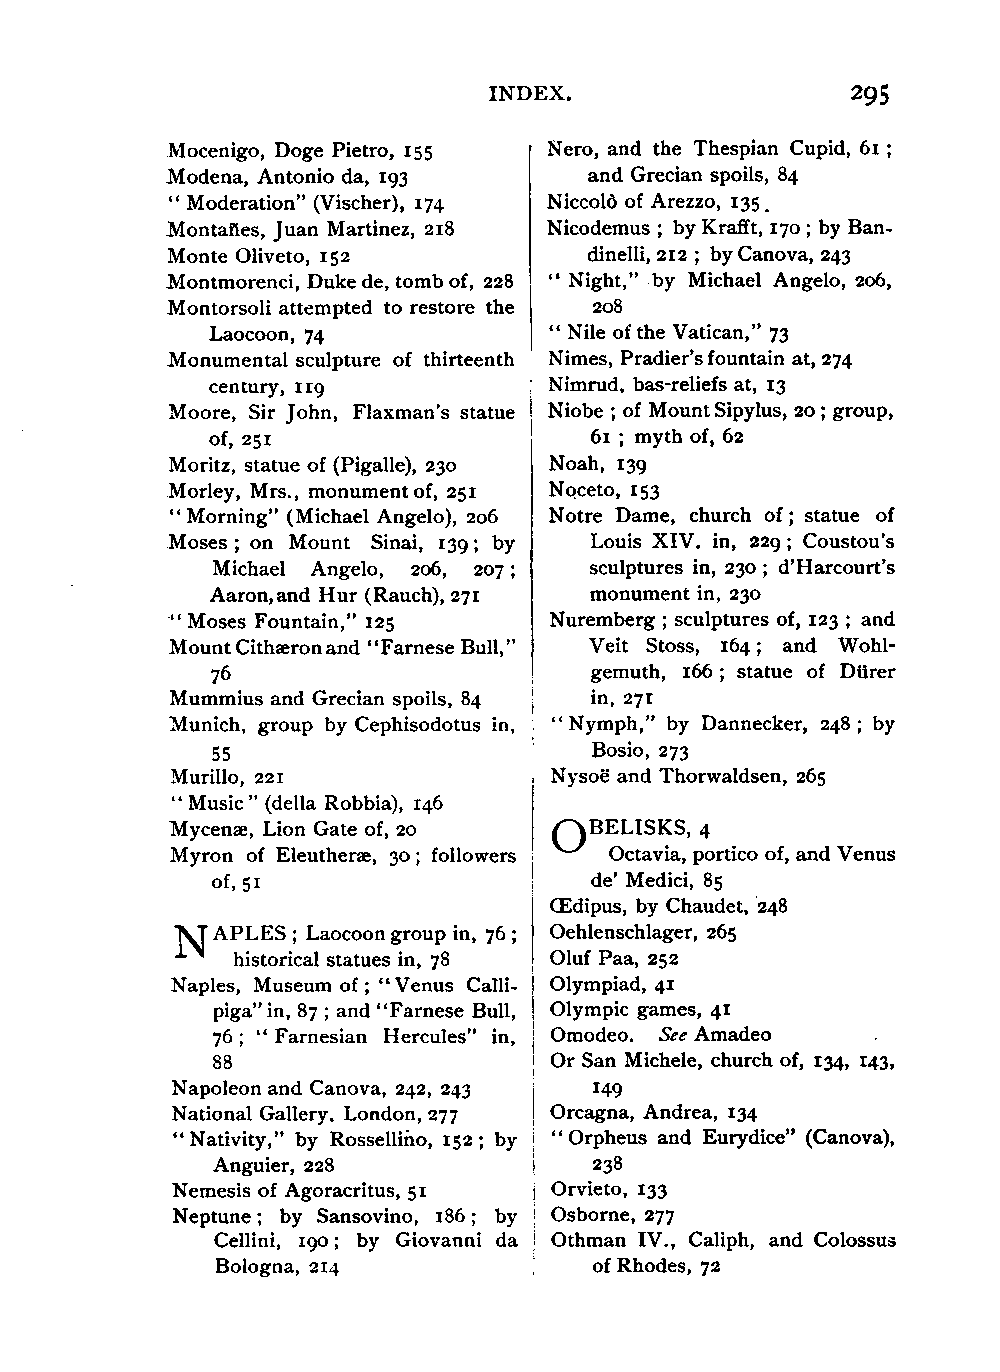 INDEX. 295
Mocenigo, Doge Pietro, 155
Modena, Antonio da, 193
“ Moderation” (Vischer), 174
Montañes, Juan Martinez, 218
Monte Oliveto, 152
Montmorenci, Duke de, tomb of, 228
Montorsoli attempted to restore the
Laocoon, 74
Monumental sculpture of thirteenth
century, 119
Moore, Sir John, Flaxman's statue
of, 251
Moritz, statue of (Pigalle), 230
Morley, Mrs., monument of, 251
“Morning” (Michael Angelo), 206
Moses ; on Mount Sinai, 139; by
Michael Angelo, 206, 207 ;
Aaron, and Hur (Rauch), 271
“Moses Fountain,” 125
Mount Cithæron and “Farnese Bull,”
76
Mummius and Grecian spoils, 84
Munich, group by Cephisodotus in,
55
Murillo, 221
“Music” (della Robbia), 146
Mycenæ, Lion Gate of, 20
Myron of Eleutheræ, 30; followers
of, 51
NAPLES ; Laocoon group in, 76 ;
historical statues in, 78
Naples, Museum of ; “Venus Calli-
piga” in, 87 ; and “Farnese Bull,
76 ; “ Farnesian Hercules” in,
88
Napoleon and Canova, 242, 243
National Gallery. London, 277
“Nativity,” by Rossellino, 152 ; by
Anguier, 228
Nemesis of Agoracritus, 51
Neptune ; by Sansovino, 186 ; by
Cellini, 190; by Giovanni da
Bologna, 214
Nero, and the Thespian Cupid, 61 ;
and Grecian spoils, 84
Niccolò of Arezzo, 135.
Nicodemus ; by Krafft, 170 ; by Ban-
dinelli, 212 ; by Canova, 243
“ Night,” by Michael Angelo, 206,
208
“ Nile of the Vatican,” 73
Nimes, Pradier's fountain at, 274
Nimrud, bas-reliefs at, 13
Niobe ; of Mount Sipylus, 20 ; group,
61 ; myth of, 62
Noah, 139
Noceto, 153
Notre Dame, church of ; statue of
Louis XIV. in, 229 ; Coustou's
sculptures in, 230 ; d'Harcourt's
monument in, 230
Nuremberg ; sculptures of, 123 ; and
Veit Stoss, 164 ; and Wohl-
gemuth, 166 ; statue of Dürer
in, 271
“Nymph,” by Dannecker, 248 ; by
Bosio, 273
Nysoë and Thorwaldsen, 265
OBELISKS, 4
Octavia, portico of, and Venus
de' Medici, 85
Œdipus, by Chaudet, 248
Oehlenschlager, 265
Oluf Paa, 252
Olympiad, 41
Olympic games, 41
Omodeo. See Amadeo
Or San Michele, church of, 134, 143,
149
Orcagna, Andrea, 134
“Orpheus and Eurydice” (Canova),
238
Orvieto, 133
Osborne, 277
Othman IV., Caliph, and Colossus
of Rhodes, 72